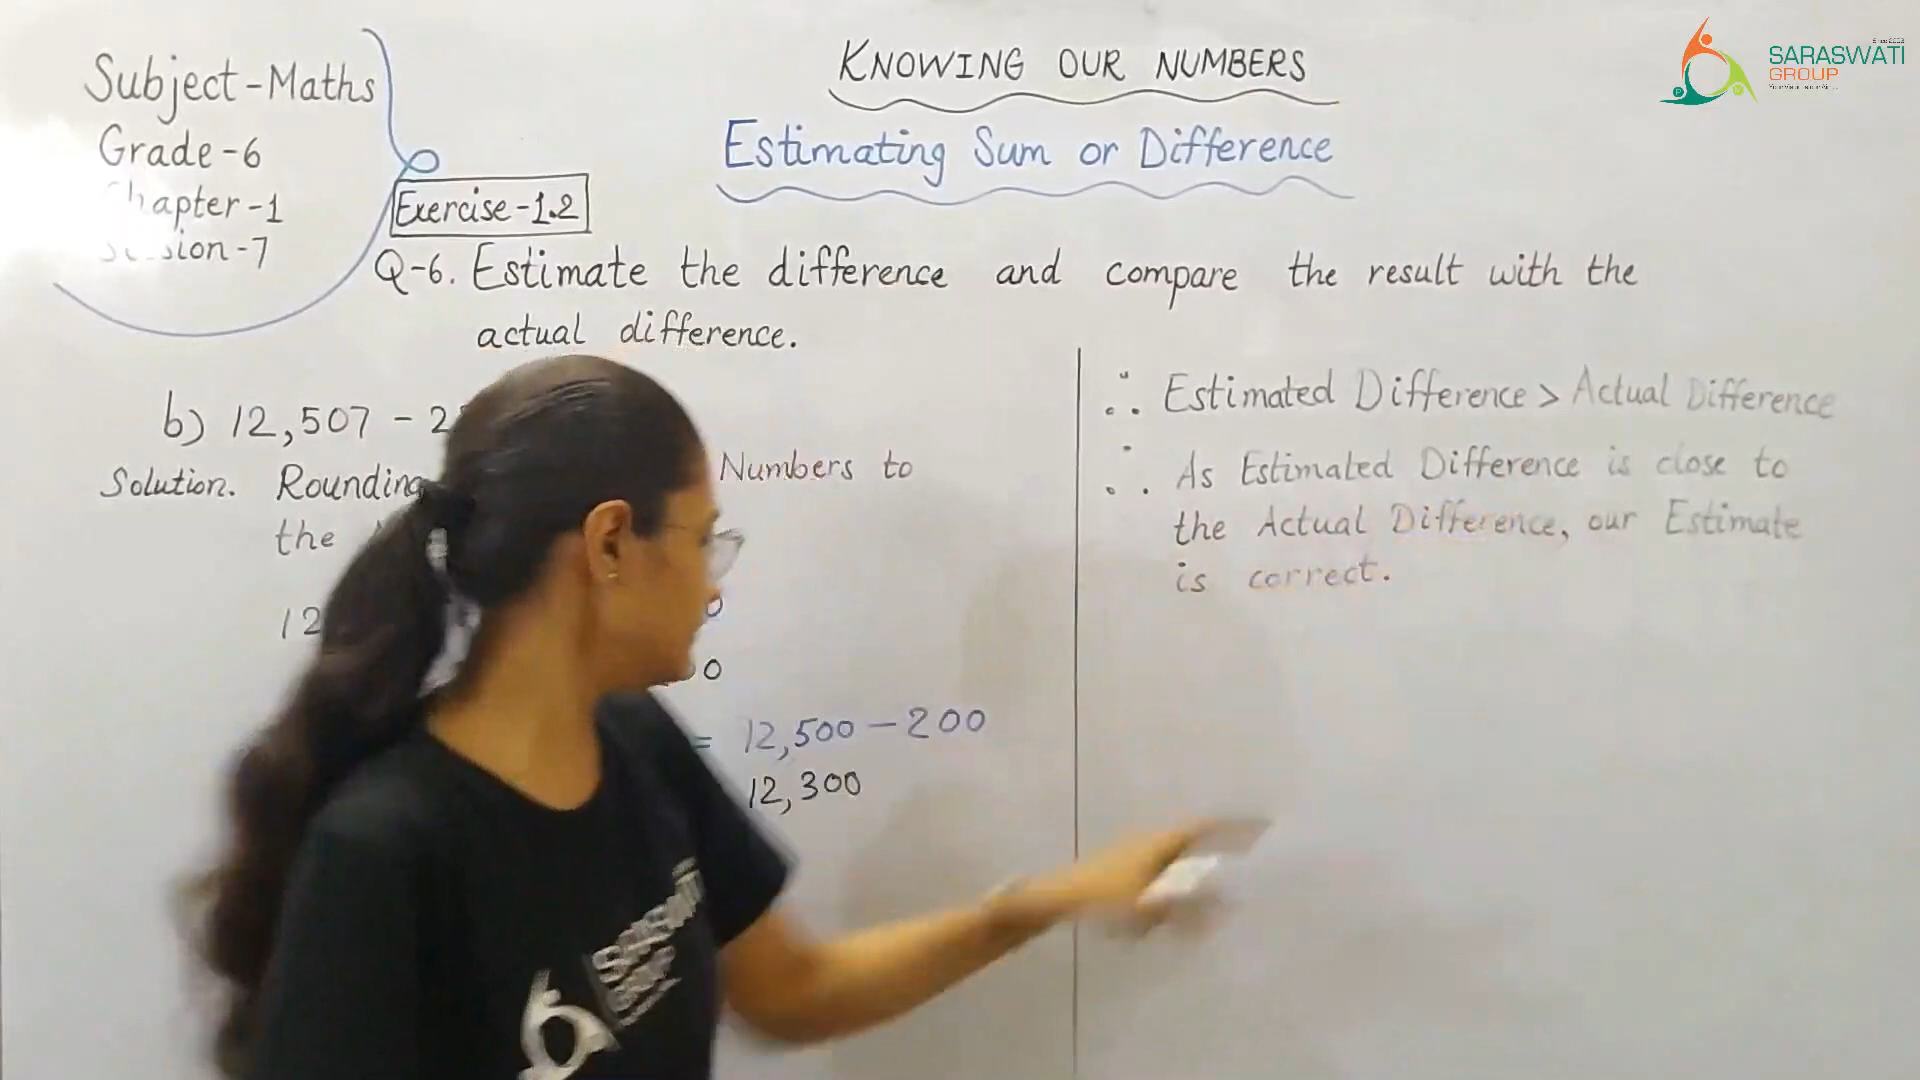 Subject-Maths
Grade-6
Chapter-1
Session-7
KNOWING OUR NUMBERS
Estimating Sum or Difference
SARASWATI
GROUP
Exercise-1.2
Q-6. Estimate the difference and compare the result with the
actual difference.
b) 12,507 - 2
Solution. Rounding Numbers to
the
12
0
00
= 12,500 - 200
12,300
∴ Estimated Difference > Actual Difference
∴ As Estimated Difference is close to
the Actual Difference, our Estimate
is correct.